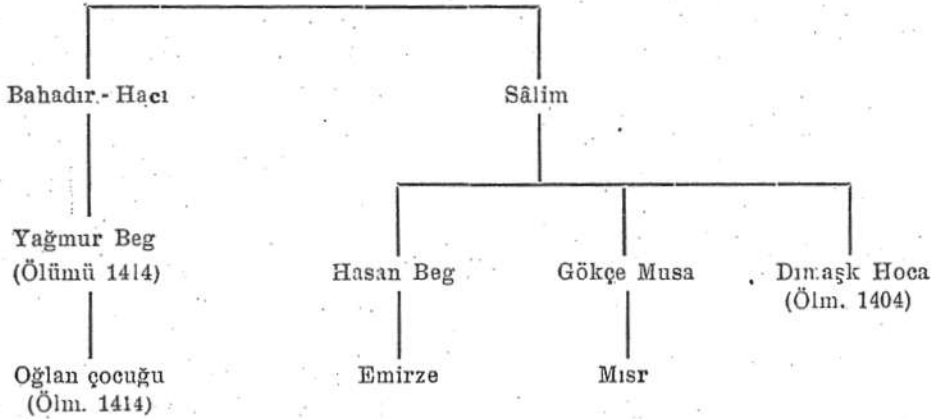 Bahadır - Hacı
Sâlim
Yağmur Beg
(Ölümü 1414)
Hasan Beg
Gökçe Musa
Dımaşk Hoca
(Ölm. 1404)
Oğlan çocuğu
(Ölm. 1414)
Emirze
Mısr